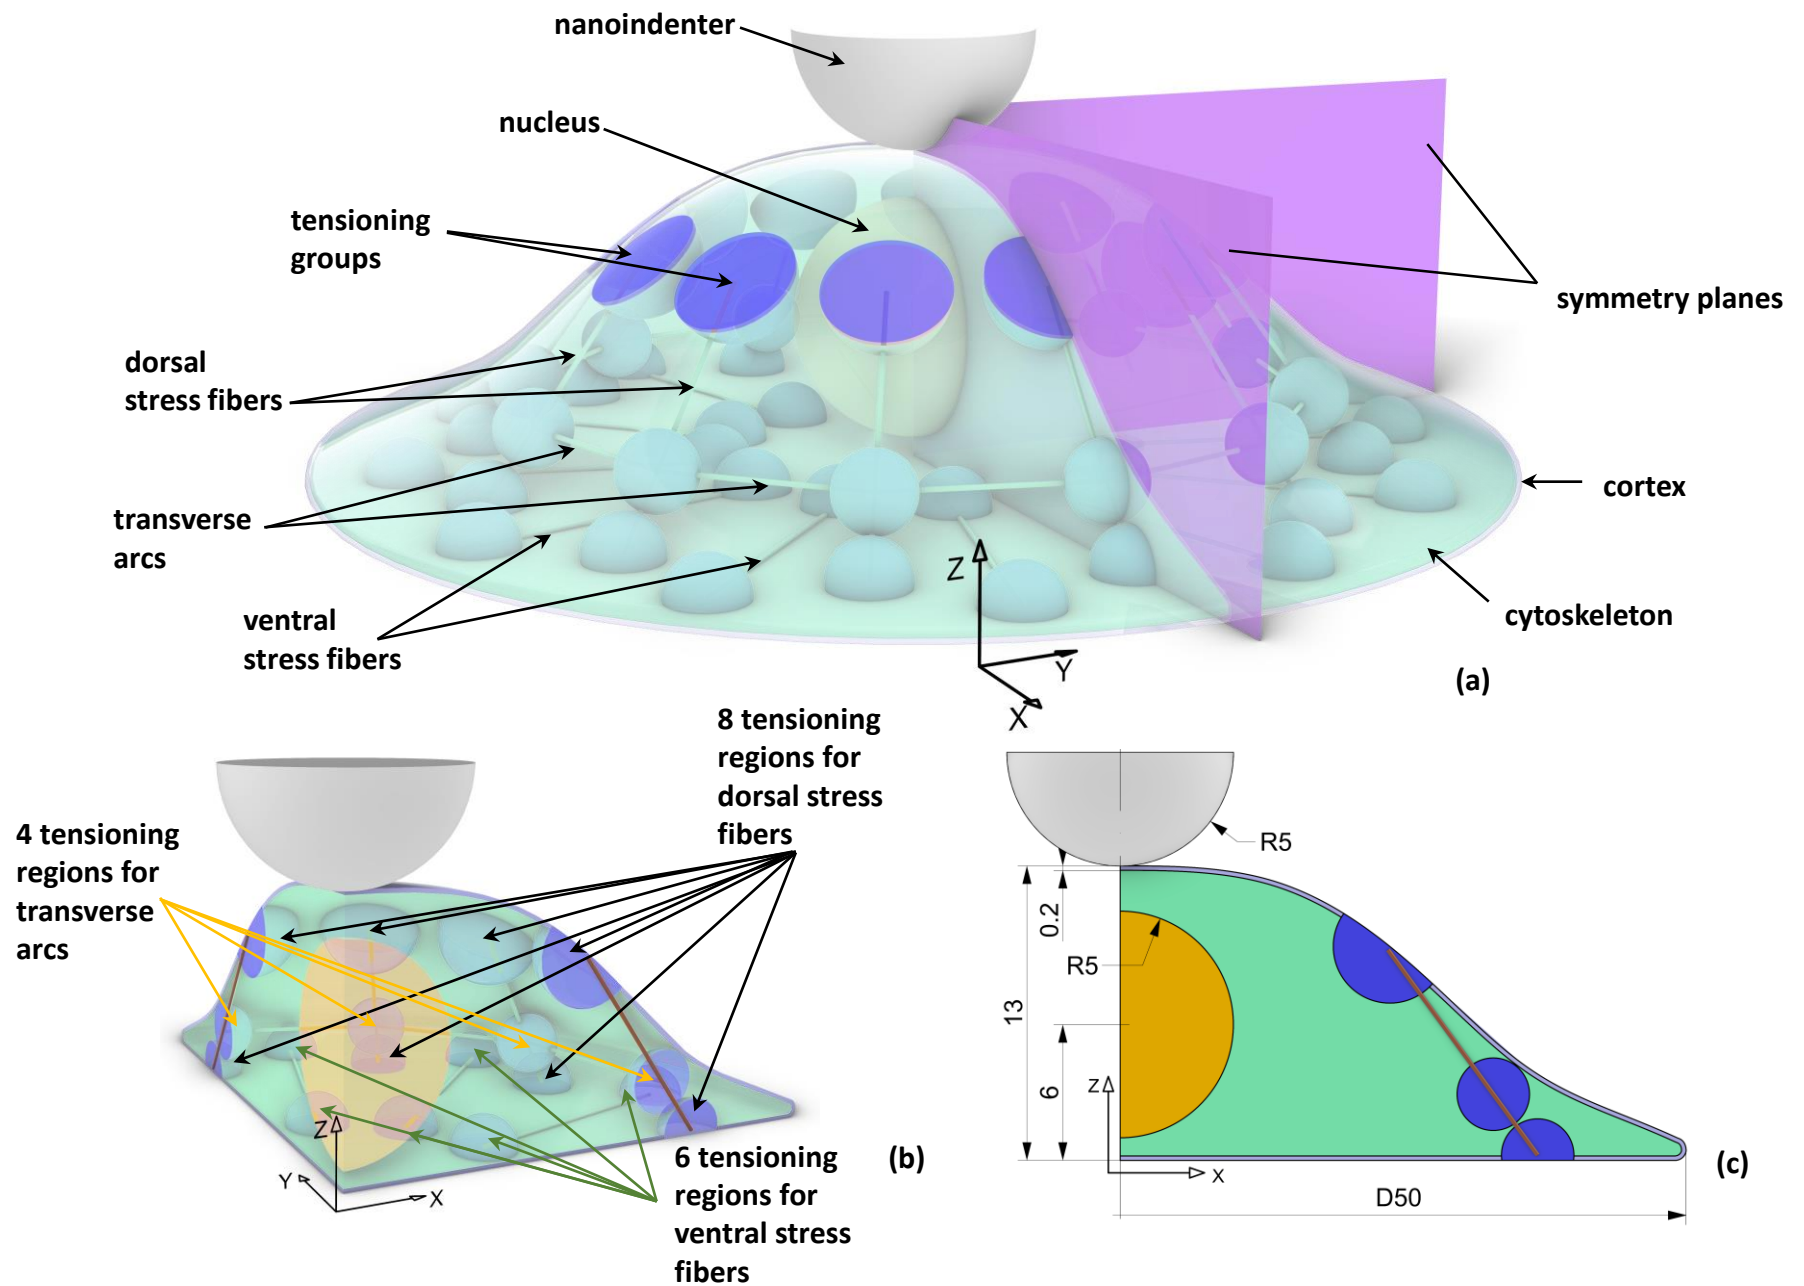 nanoindenter
nucleus
tensioning
groups
symmetry planes
dorsal
stress fibers
cortex
transverse
arcs
Z
ventral
stress fibers
cytoskeleton
Y
X
(a)
8 tensioning
regions for
dorsal stress
fibers
4 tensioning
regions for
transverse
arcs
Z
Y
X
(b)
6 tensioning
regions for
ventral stress
fibers
R5
0.2
R5
13
6
Z
X
(c)
D50